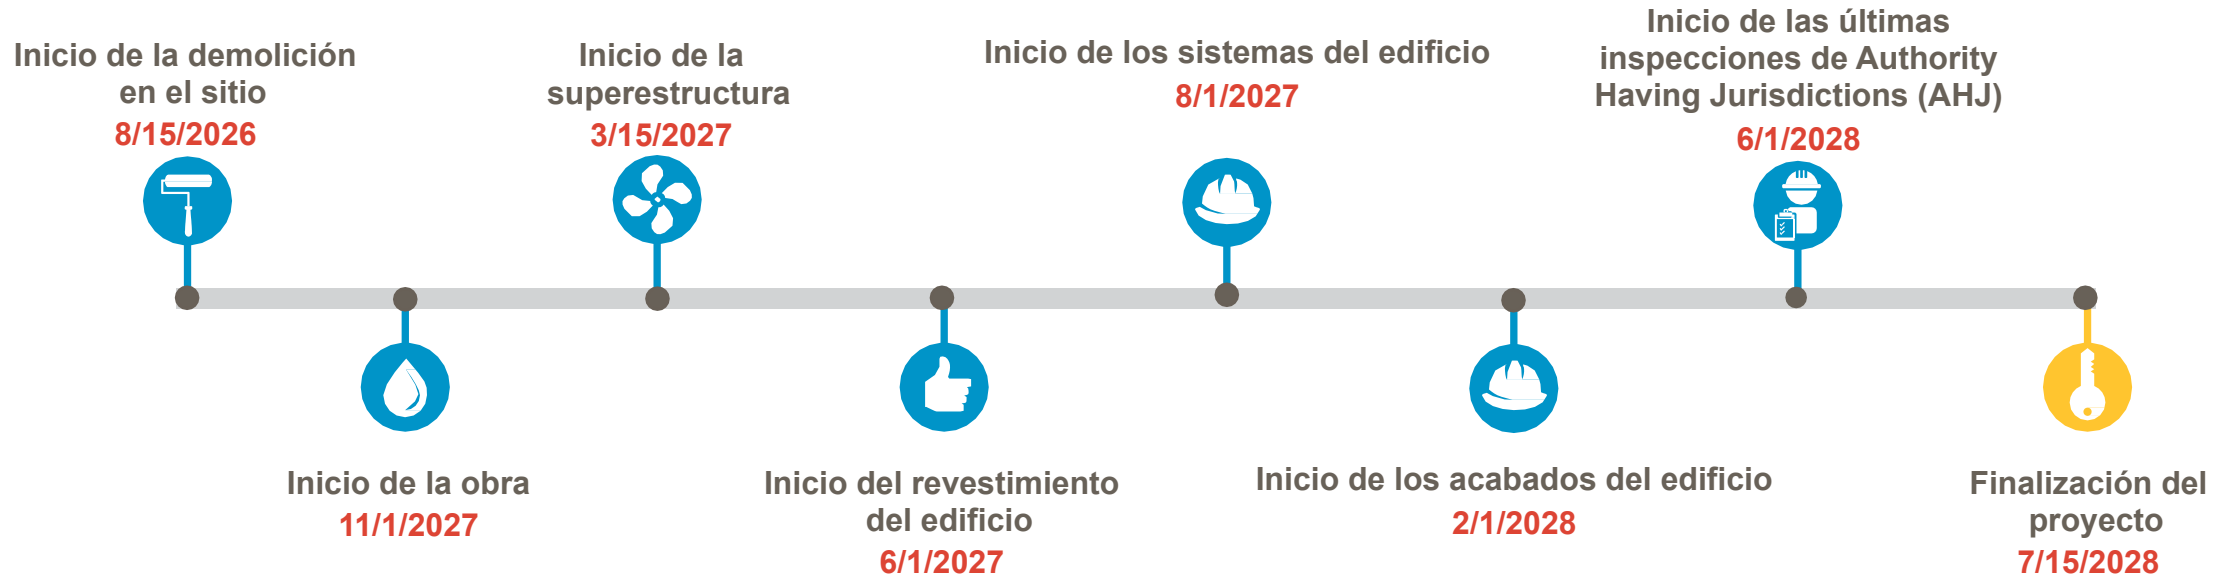 Inicio de la demolición
en el sitio
8/15/2026
Inicio de la obra
11/1/2027
Inicio de la
superestructura
3/15/2027
Inicio del revestimiento
del edificio
6/1/2027
Inicio de los sistemas del edificio
8/1/2027
Inicio de los acabados del edificio
2/1/2028
Inicio de las últimas
inspecciones de Authority
Having Jurisdictions (AHJ)
6/1/2028
Finalización del
proyecto
7/15/2028